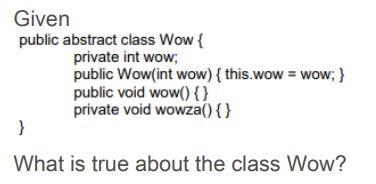 Given
public abstract class Wow {
private int wow;
public Wow(int wow) { this.wow = wow; }
public void wow() { }
private void wowza() { }
}
What is true about the class Wow?